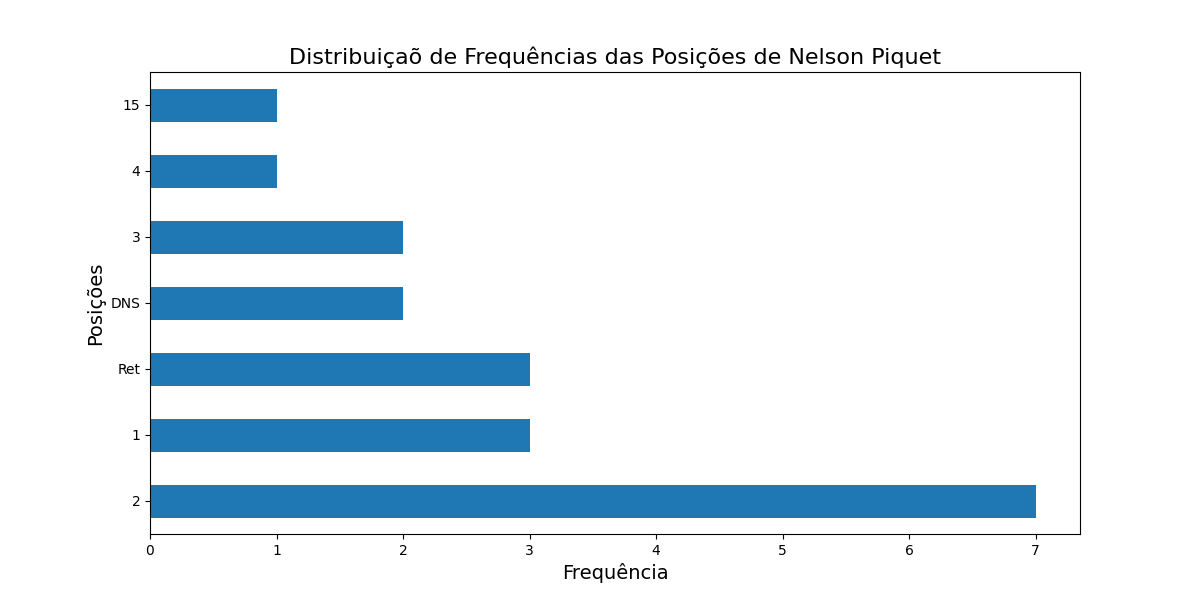 Distribuiçaõ de Frequências das Posições de Nelson Piquet
15
4
3
DNS
Ret
1
2
Posições
0 1 2 3 4 5 6 7
Frequência